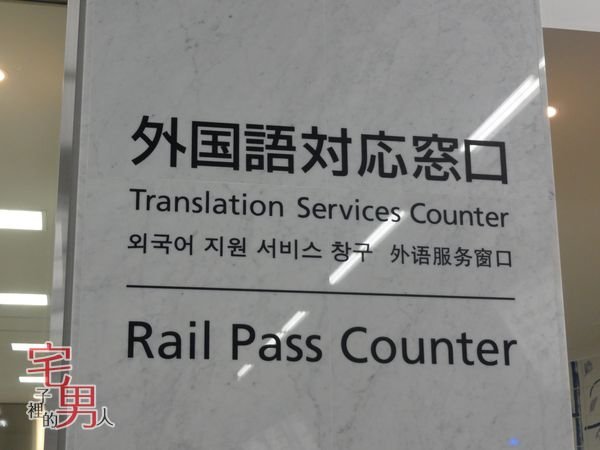 外国語対応窓口
Translation Services Counter
외국어 지원 서비스 창구 外语服务窗口
Rail Pass Counter
宅男
子裡的人